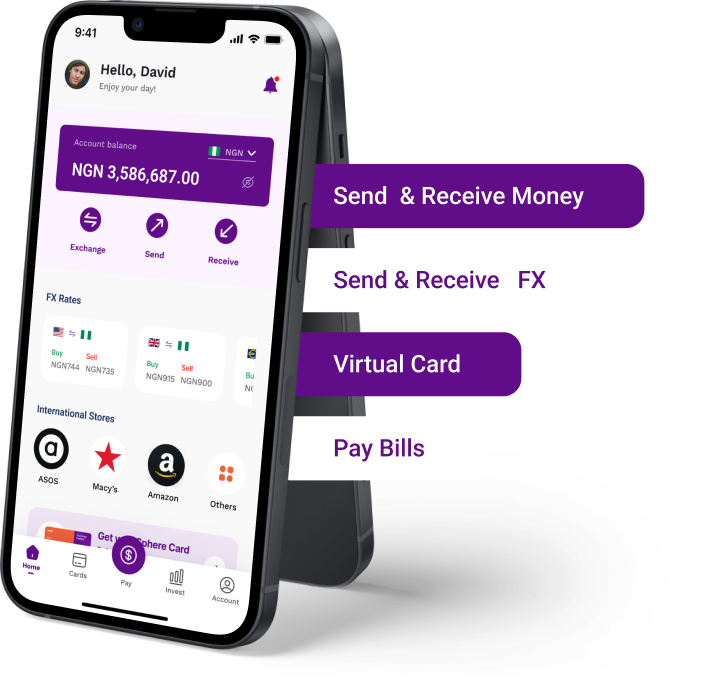 9:41
Hello, David
Enjoy your day!
Account balance
NGN
NGN 3,586,687.00
Exchange
Send
Receive
FX Rates
Buy Sell
NGN744 NGN735
Buy Sell
NGN915 NGN900
Bu
International Stores
a
ASOS
Macy's
a
Amazon
Others
Get Sphere Card
Home
Cards
$
Pay
Invest
Account
Send & Receive Money
Send & Receive FX
Virtual Card
Pay Bills